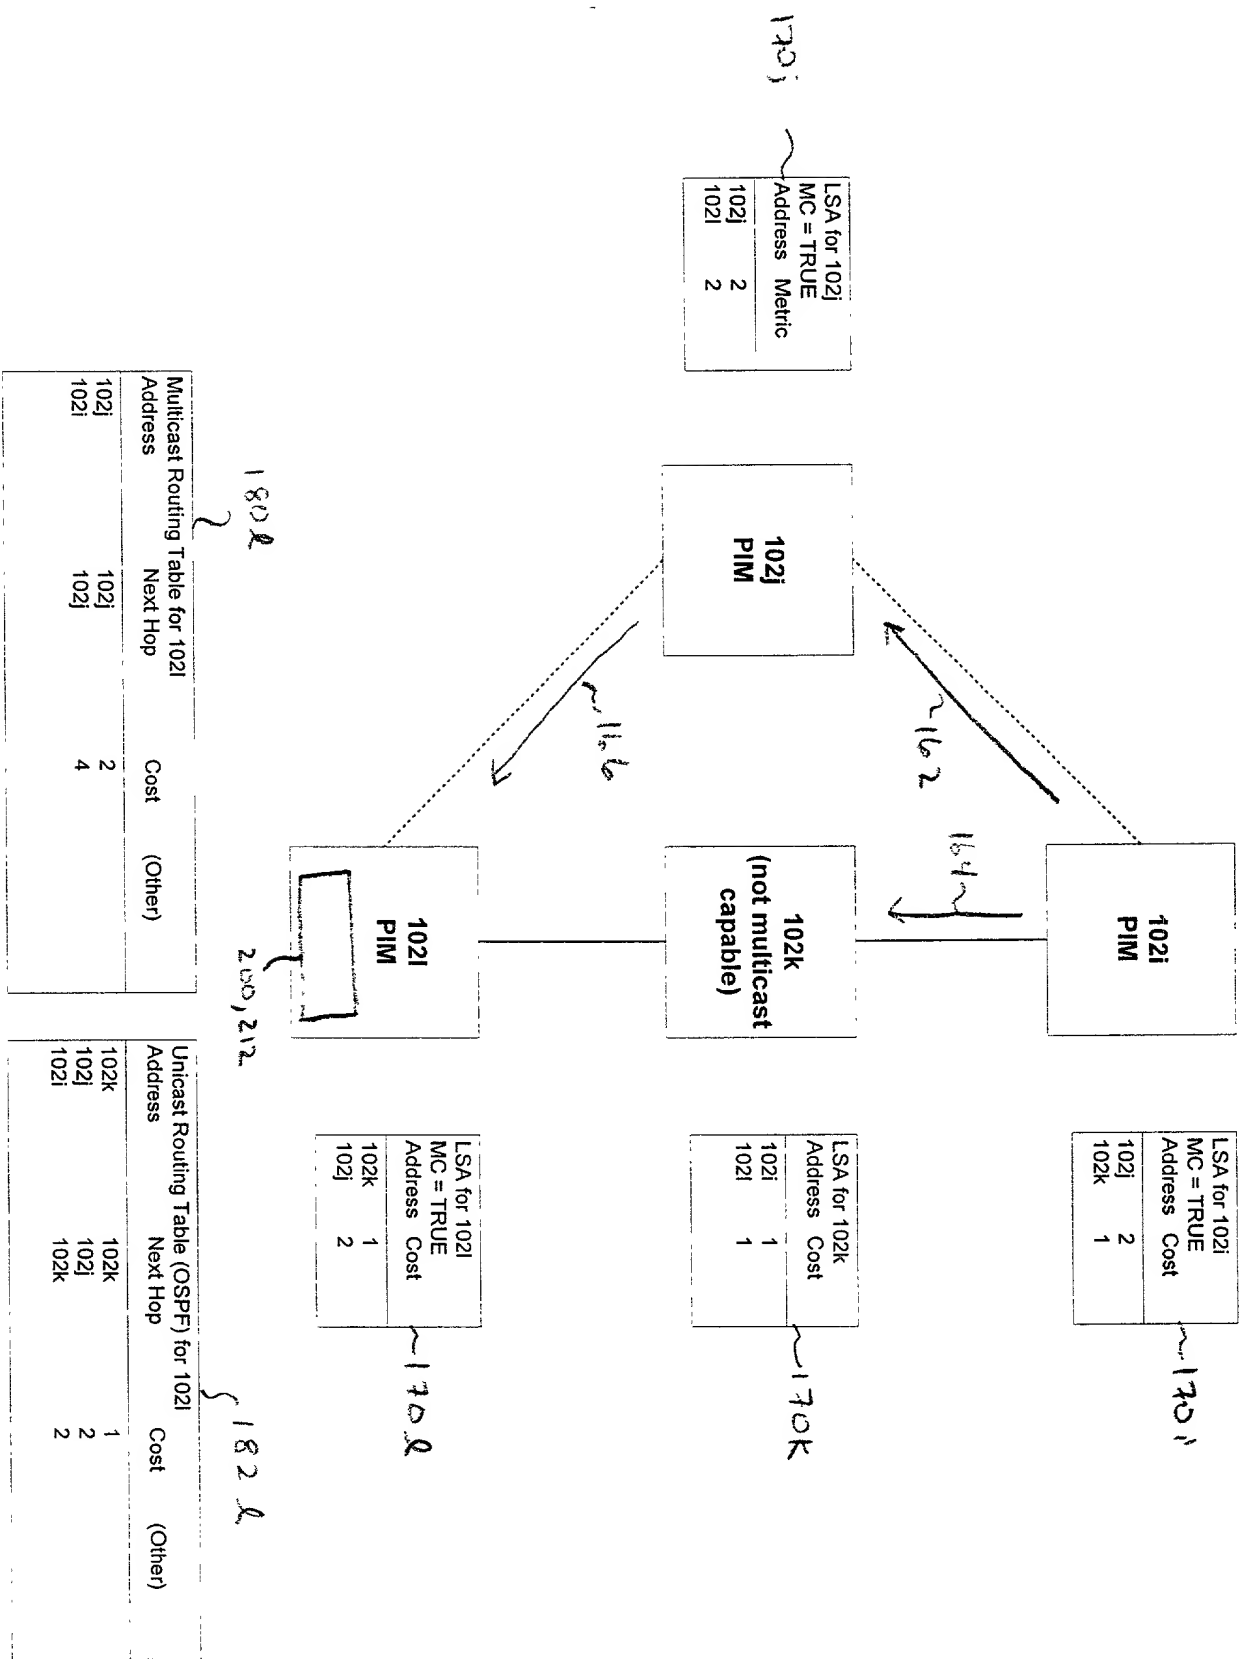 170j
LSA for 102j
MC = TRUE
Address Metric
102j 2
102l 2
102j
PIM
162
166
164
102i
PIM
102k
(not multicast
capable)
102l
PIM
200, 212
LSA for 102i
MC = TRUE
Address Cost
102j 2
102k 1
170i
LSA for 102k
Address Cost
102i 1
102l 1
170k
LSA for 102l
MC = TRUE
Address Cost
102k 1
102j 2
170l
180l
Multicast Routing Table for 102l
Address Next Hop Cost (Other)
102j 102j 2
102i 102j 4
182l
Unicast Routing Table (OSPF) for 102l
Address Next Hop Cost (Other)
102k 102k 1
102j 102j 2
102i 102k 2